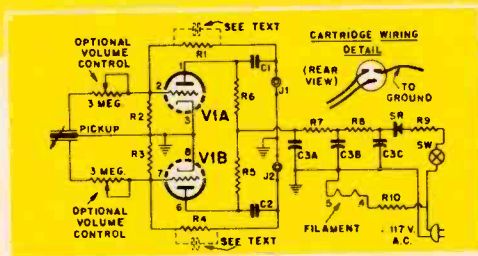 SEE TEXT
OPTIONAL
VOLUME
CONTROL
3 MEG.
PICKUP
3 MEG.
OPTIONAL
VOLUME
CONTROL
R1
C1
J1
1
2
V1A
3
R2
R6
R3
8
V1B
7
6
R5
J2
C2
R4
SEE TEXT
CARTRIDGE WIRING
DETAIL
(REAR
VIEW)
TO
GROUND
R7
R8
SR
R9
SW
C3A
C3B
C3C
R10
5
4
FILAMENT
117 V.
A.C.